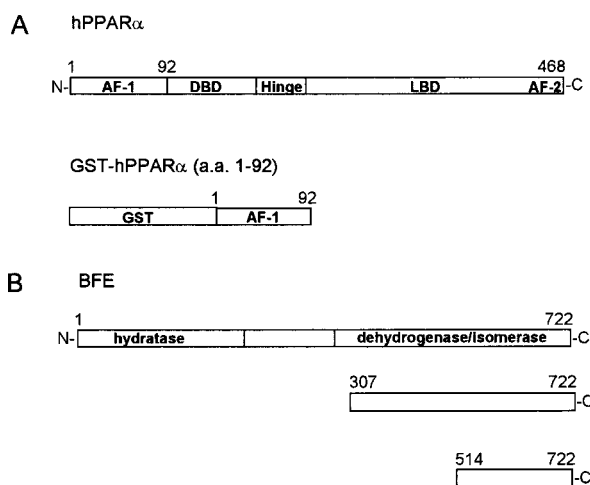 A hPPARα
1 92 468
N- AF-1 DBD Hinge LBD AF-2 -C
GST-hPPARα (a.a. 1-92)
1 92
GST AF-1
B BFE
1 722
N- hydratase dehydrogenase/isomerase -C
307 722
-C
514 722
-C